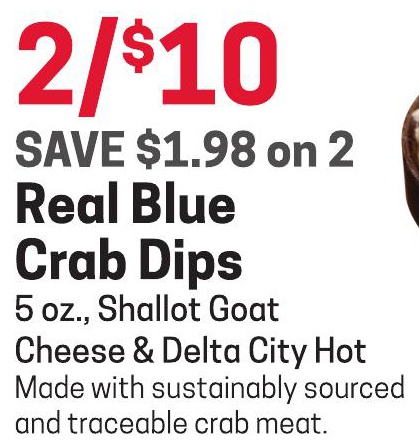 2/$10
SAVE $1.98 on 2
Real Blue
Crab Dips
5 oz., Shallot Goat
Cheese & Delta City Hot
Made with sustainably sourced
and traceable crab meat.